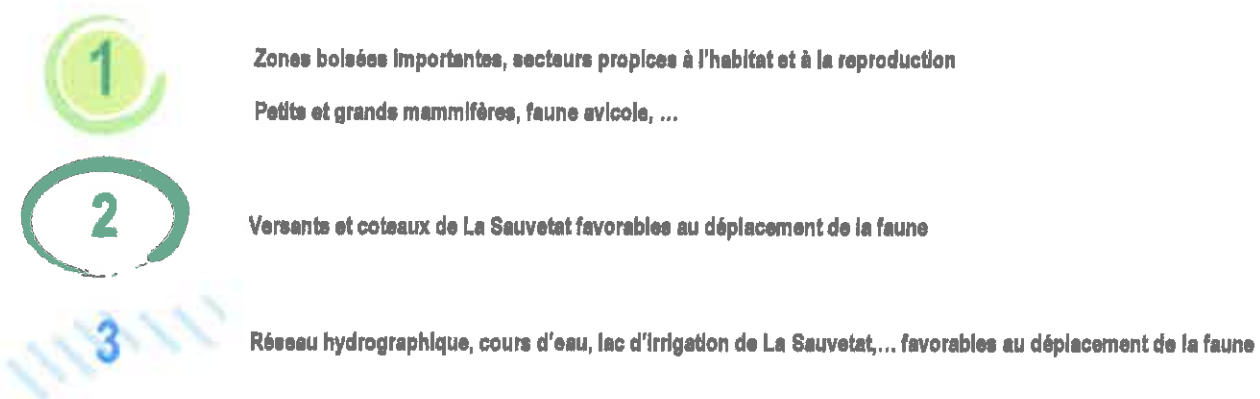 1
Zones boisées importantes, secteurs propices à l'habitat et à la reproduction
Petits et grands mammifères, faune avicole, ...
2
Versants et coteaux de La Sauvetat favorables au déplacement de la faune
3
Réseau hydrographique, cours d'eau, lac d'irrigation de La Sauvetat,... favorables au déplacement de la faune